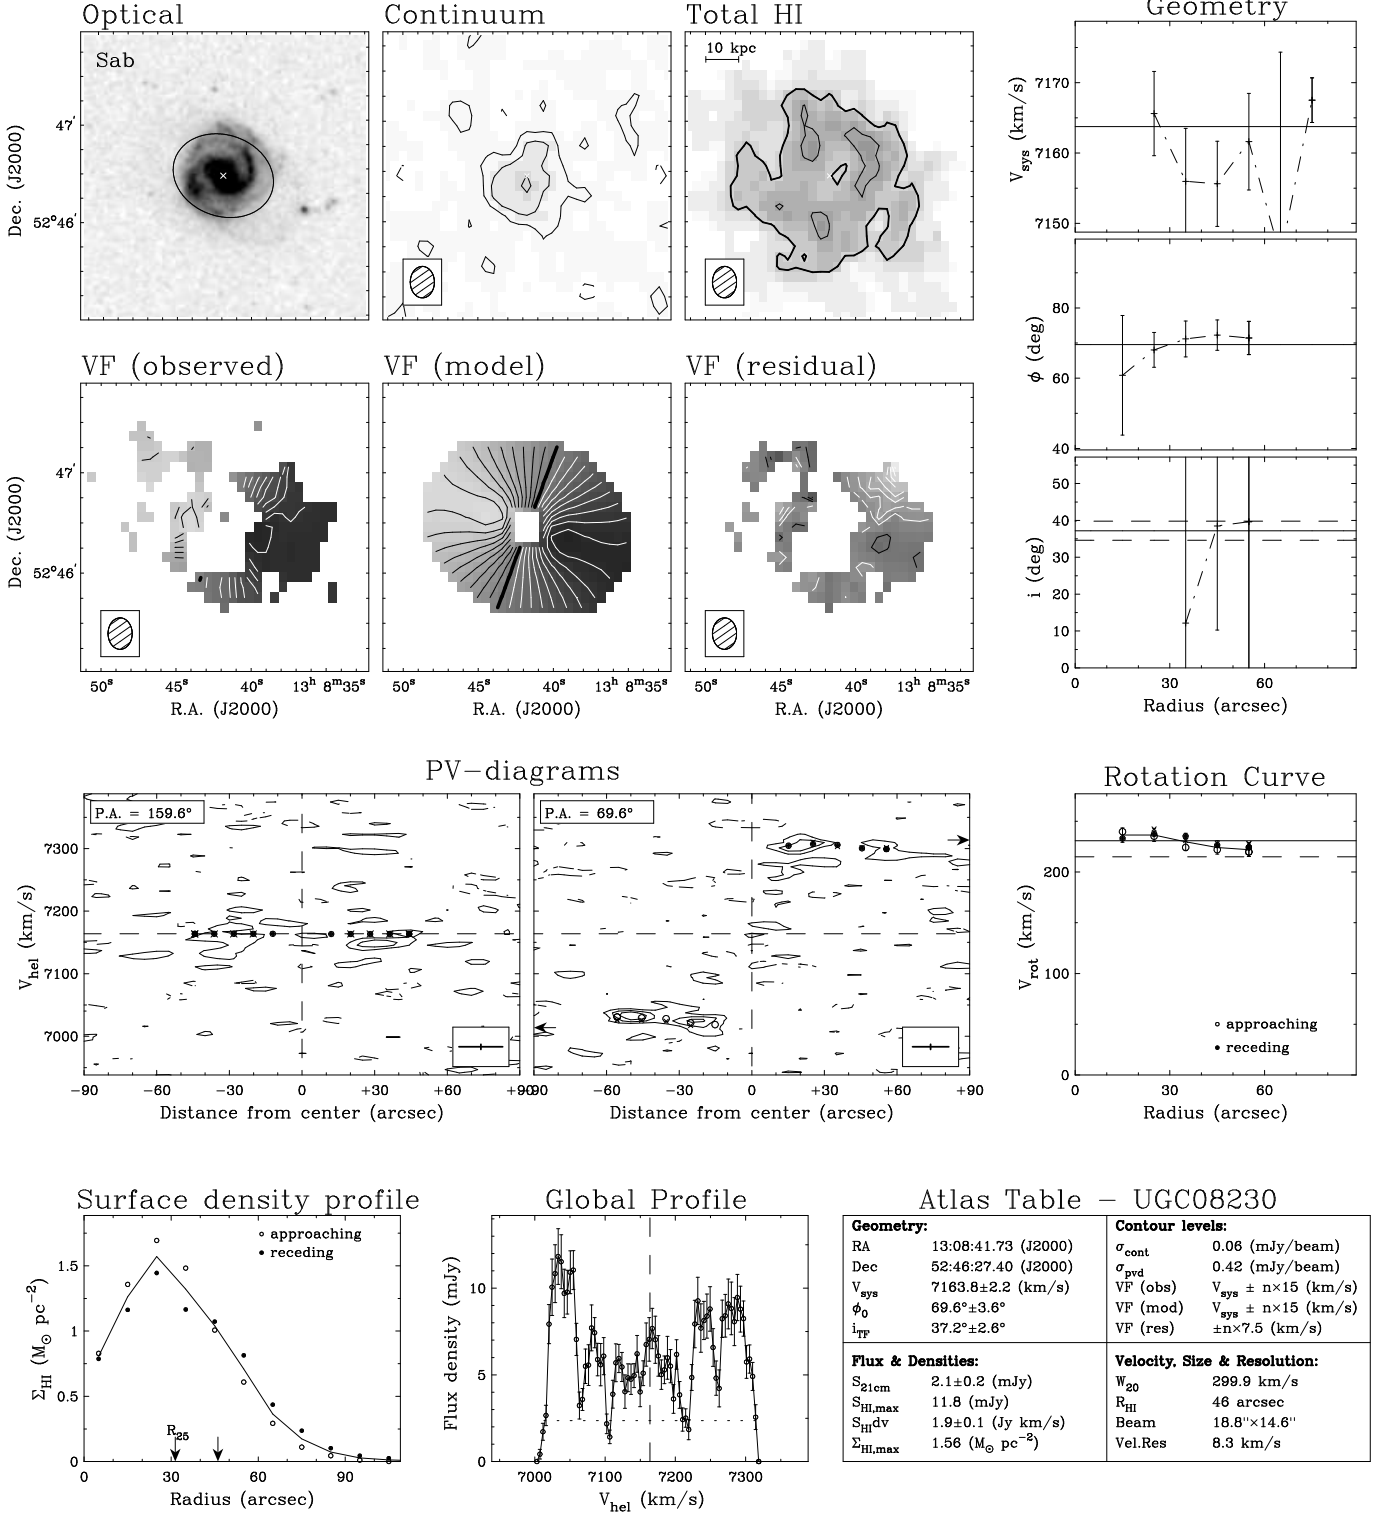 Optical
Continuum
Total HI
Geometry
Sab
10 kpc
47′
52°46′
Dec. (J2000)
7170
7160
7150
V_sys (km/s)
80
60
40
φ (deg)
50
40
30
20
10
0
i (deg)
0 30 60
Radius (arcsec)
VF (observed)
VF (model)
VF (residual)
47′
52°46′
Dec. (J2000)
50s 45s 40s 13h 8m35s
50s 45s 40s 13h 8m35s
50s 45s 40s 13h 8m35s
R.A. (J2000)
R.A. (J2000)
R.A. (J2000)
PV-diagrams
P.A. = 159.6°
P.A. = 69.6°
7300
7200
7100
7000
V_hel (km/s)
-90 -60 -30 0 +30 +60 +90
-90 -60 -30 0 +30 +60 +90
Distance from center (arcsec)
Distance from center (arcsec)
Rotation Curve
200
100
0
V_rot (km/s)
approaching
receding
0 30 60
Radius (arcsec)
Surface density profile
approaching
receding
1.5
1
0.5
0
Σ_HI (M⊙ pc⁻²)
R_25
0 30 60 90
Radius (arcsec)
Global Profile
10
5
0
Flux density (mJy)
7000 7100 7200 7300
V_hel (km/s)
Atlas Table - UGC08230
Geometry:
RA 13:08:41.73 (J2000)
Dec 52:46:27.40 (J2000)
V_sys 7163.8±2.2 (km/s)
φ_0 69.6°±3.6°
i_TF 37.2°±2.6°
Contour levels:
σ_cont 0.06 (mJy/beam)
σ_pvd 0.42 (mJy/beam)
VF (obs) V_sys ± n×15 (km/s)
VF (mod) V_sys ± n×15 (km/s)
VF (res) ±n×7.5 (km/s)
Flux & Densities:
S_21cm 2.1±0.2 (mJy)
S_HI,max 11.8 (mJy)
S_HI dv 1.9±0.1 (Jy km/s)
Σ_HI,max 1.56 (M⊙ pc⁻²)
Velocity, Size & Resolution:
W_20 299.9 km/s
R_HI 46 arcsec
Beam 18.8"×14.6"
Vel.Res 8.3 km/s